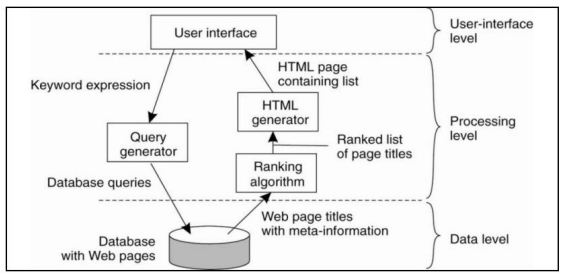 User interface
User-interface
level
Keyword expression
HTML page
containing list
HTML
generator
Query
generator
Ranked list
of page titles
Processing
level
Ranking
algorithm
Database queries
Web page titles
with meta-information
Database
with Web pages
Data level